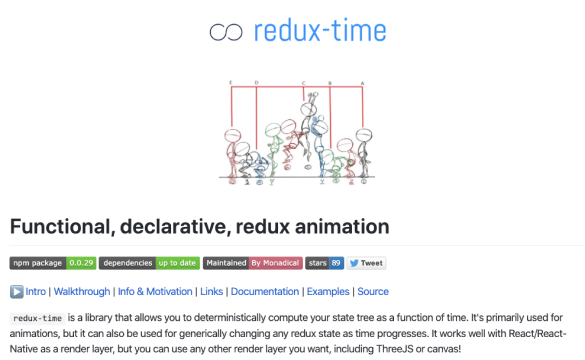 redux-time
E D C B A
Functional, declarative, redux animation
npm package 0.0.29 dependencies up to date Maintained By Monadical stars 89 Tweet
Intro | Walkthrough | Info & Motivation | Links | Documentation | Examples | Source
redux-time is a library that allows you to deterministically compute your state tree as a function of time. It's primarily used for
animations, but it can also be used for generically changing any redux state as time progresses. It works well with React/React-
Native as a render layer, but you can use any other render layer you want, including ThreeJS or canvas!